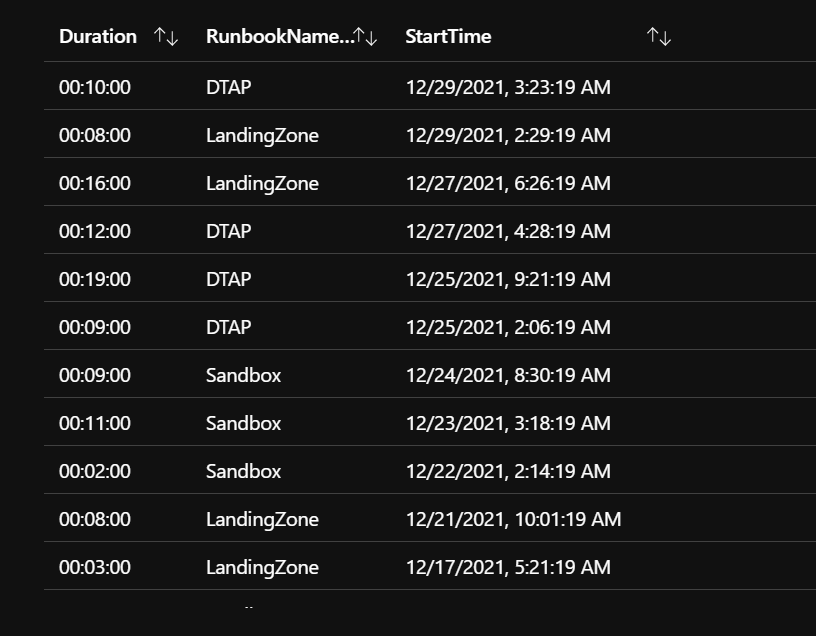 Duration ↑↓ RunbookName...↑↓ StartTime ↑↓
00:10:00 DTAP 12/29/2021, 3:23:19 AM
00:08:00 LandingZone 12/29/2021, 2:29:19 AM
00:16:00 LandingZone 12/27/2021, 6:26:19 AM
00:12:00 DTAP 12/27/2021, 4:28:19 AM
00:19:00 DTAP 12/25/2021, 9:21:19 AM
00:09:00 DTAP 12/25/2021, 2:06:19 AM
00:09:00 Sandbox 12/24/2021, 8:30:19 AM
00:11:00 Sandbox 12/23/2021, 3:18:19 AM
00:02:00 Sandbox 12/22/2021, 2:14:19 AM
00:08:00 LandingZone 12/21/2021, 10:01:19 AM
00:03:00 LandingZone 12/17/2021, 5:21:19 AM